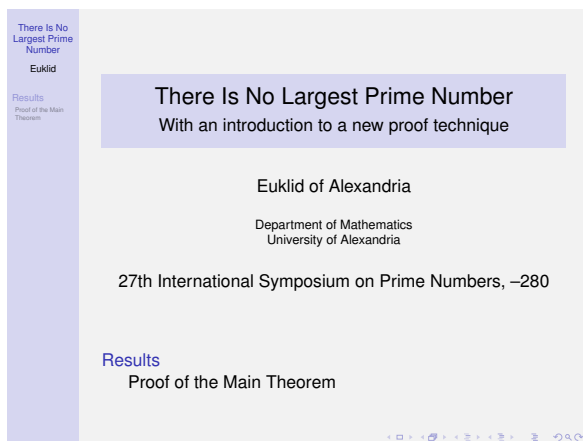 There Is No
Largest Prime
Number
Euklid
Results
Proof of the Main
Theorem
There Is No Largest Prime Number
With an introduction to a new proof technique
Euklid of Alexandria
Department of Mathematics
University of Alexandria
27th International Symposium on Prime Numbers, –280
Results
Proof of the Main Theorem